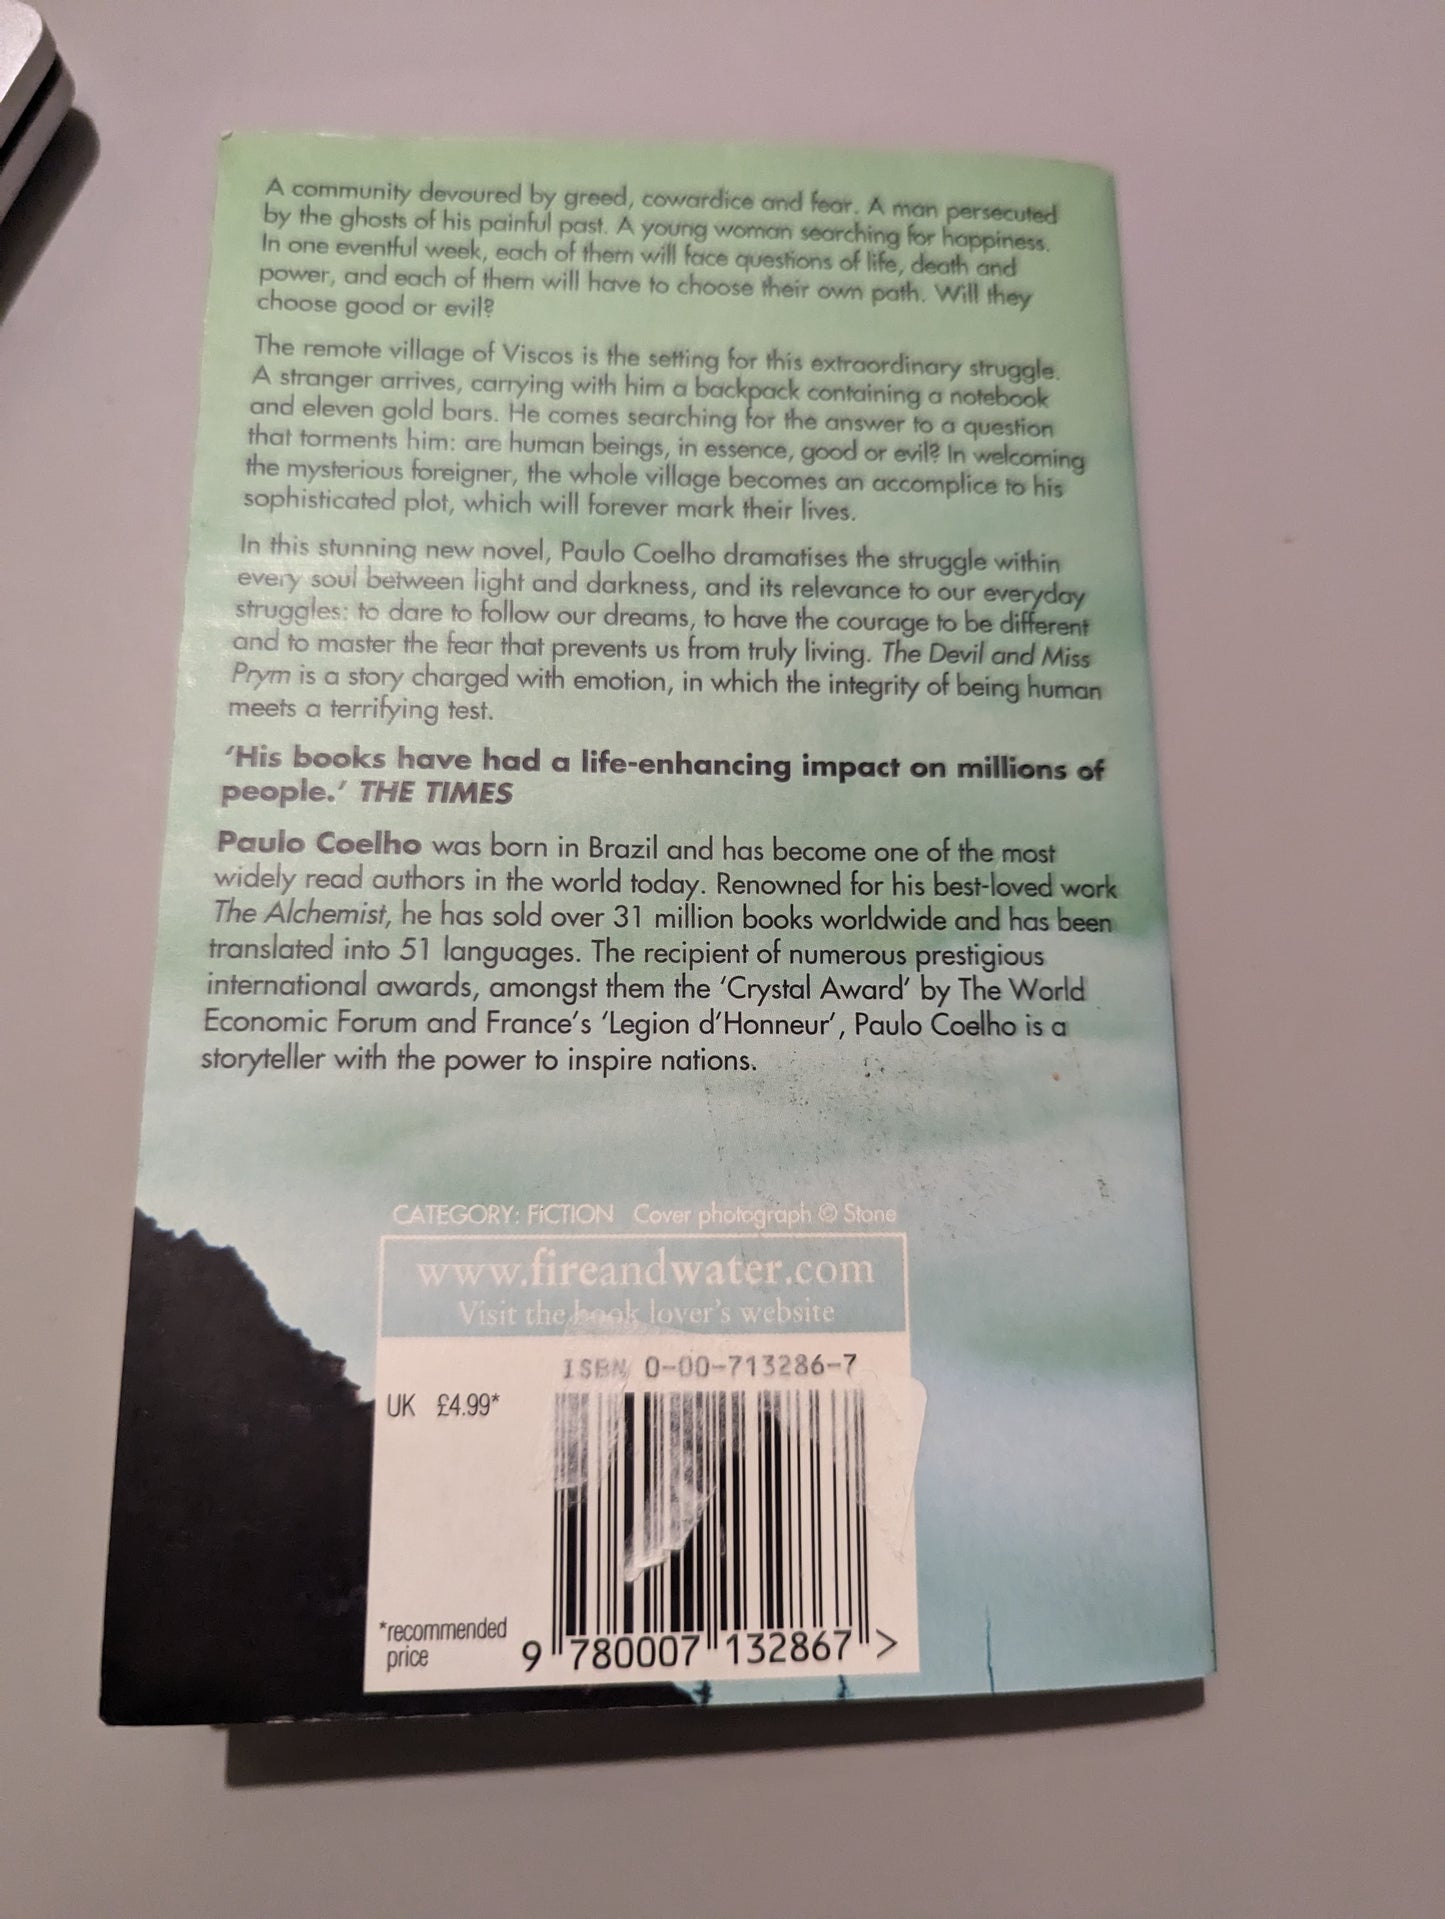 A community devoured by greed, cowardice and fear. A man persecuted
by the ghosts of his painful past. A young woman searching for happiness.
In one eventful week, each of them will face questions of life, death and
power, and each of them will have to choose their own path. Will they
choose good or evil?
The remote village of Viscos is the setting for this extraordinary struggle.
A stranger arrives, carrying with him a backpack containing a notebook
and eleven gold bars. He comes searching for the answer to a question
that torments him: are human beings, in essence, good or evil? In welcoming
the mysterious foreigner, the whole village becomes an accomplice to his
sophisticated plot, which will forever mark their lives.
In this stunning new novel, Paulo Coelho dramatises the struggle within
every soul between light and darkness, and its relevance to our everyday
struggles: to dare to follow our dreams, to have the courage to be different
and to master the fear that prevents us from truly living. The Devil and Miss
Prym is a story charged with emotion, in which the integrity of being human
meets a terrifying test.
'His books have had a life-enhancing impact on millions of
people.' THE TIMES
Paulo Coelho was born in Brazil and has become one of the most
widely read authors in the world today. Renowned for his best-loved work
The Alchemist, he has sold over 31 million books worldwide and has been
translated into 51 languages. The recipient of numerous prestigious
international awards, amongst them the 'Crystal Award' by The World
Economic Forum and France's 'Legion d'Honneur', Paulo Coelho is a
storyteller with the power to inspire nations.
CATEGORY: FICTION Cover photograph © Stone
www.fireandwater.com
Visit the book lover's website
ISBN 0-00-713286-7
UK £4.99*
*recommended
price
9 780007 132867 >